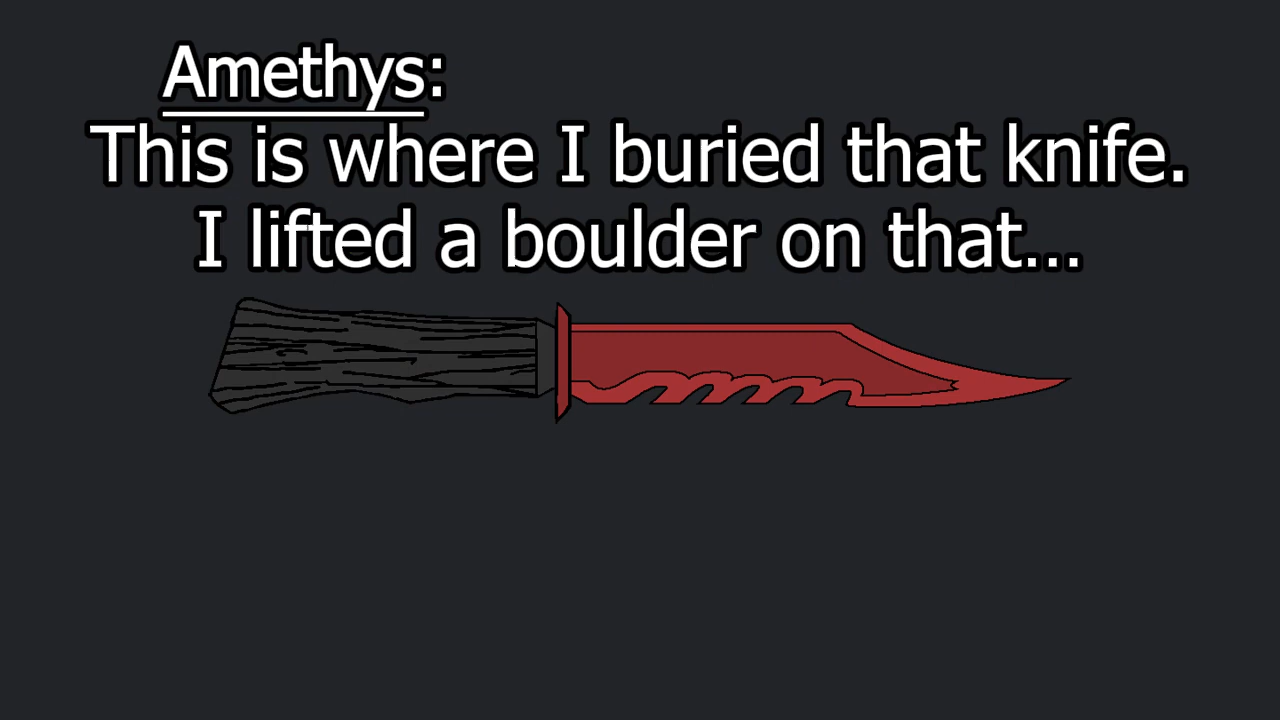 Amethys:
This is where I buried that knife.
I lifted a boulder on that...